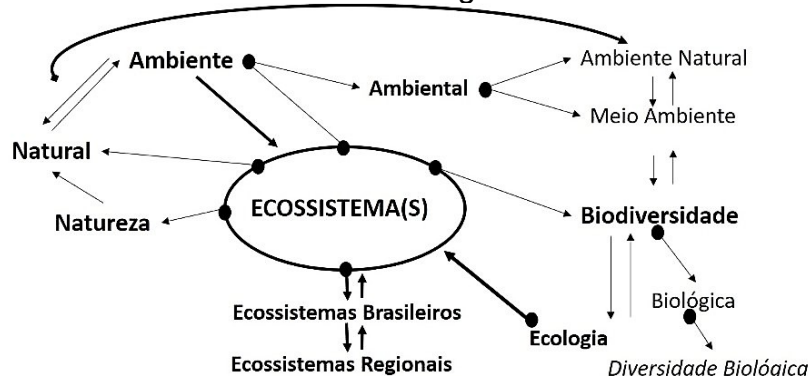 Ambiente
Ambiente Natural
Ambiental
Meio Ambiente
Natural
ECOSSISTEMA(S)
Biodiversidade
Natureza
Biológica
Ecossistemas Brasileiros
Ecologia
Ecossistemas Regionais
Diversidade Biológica